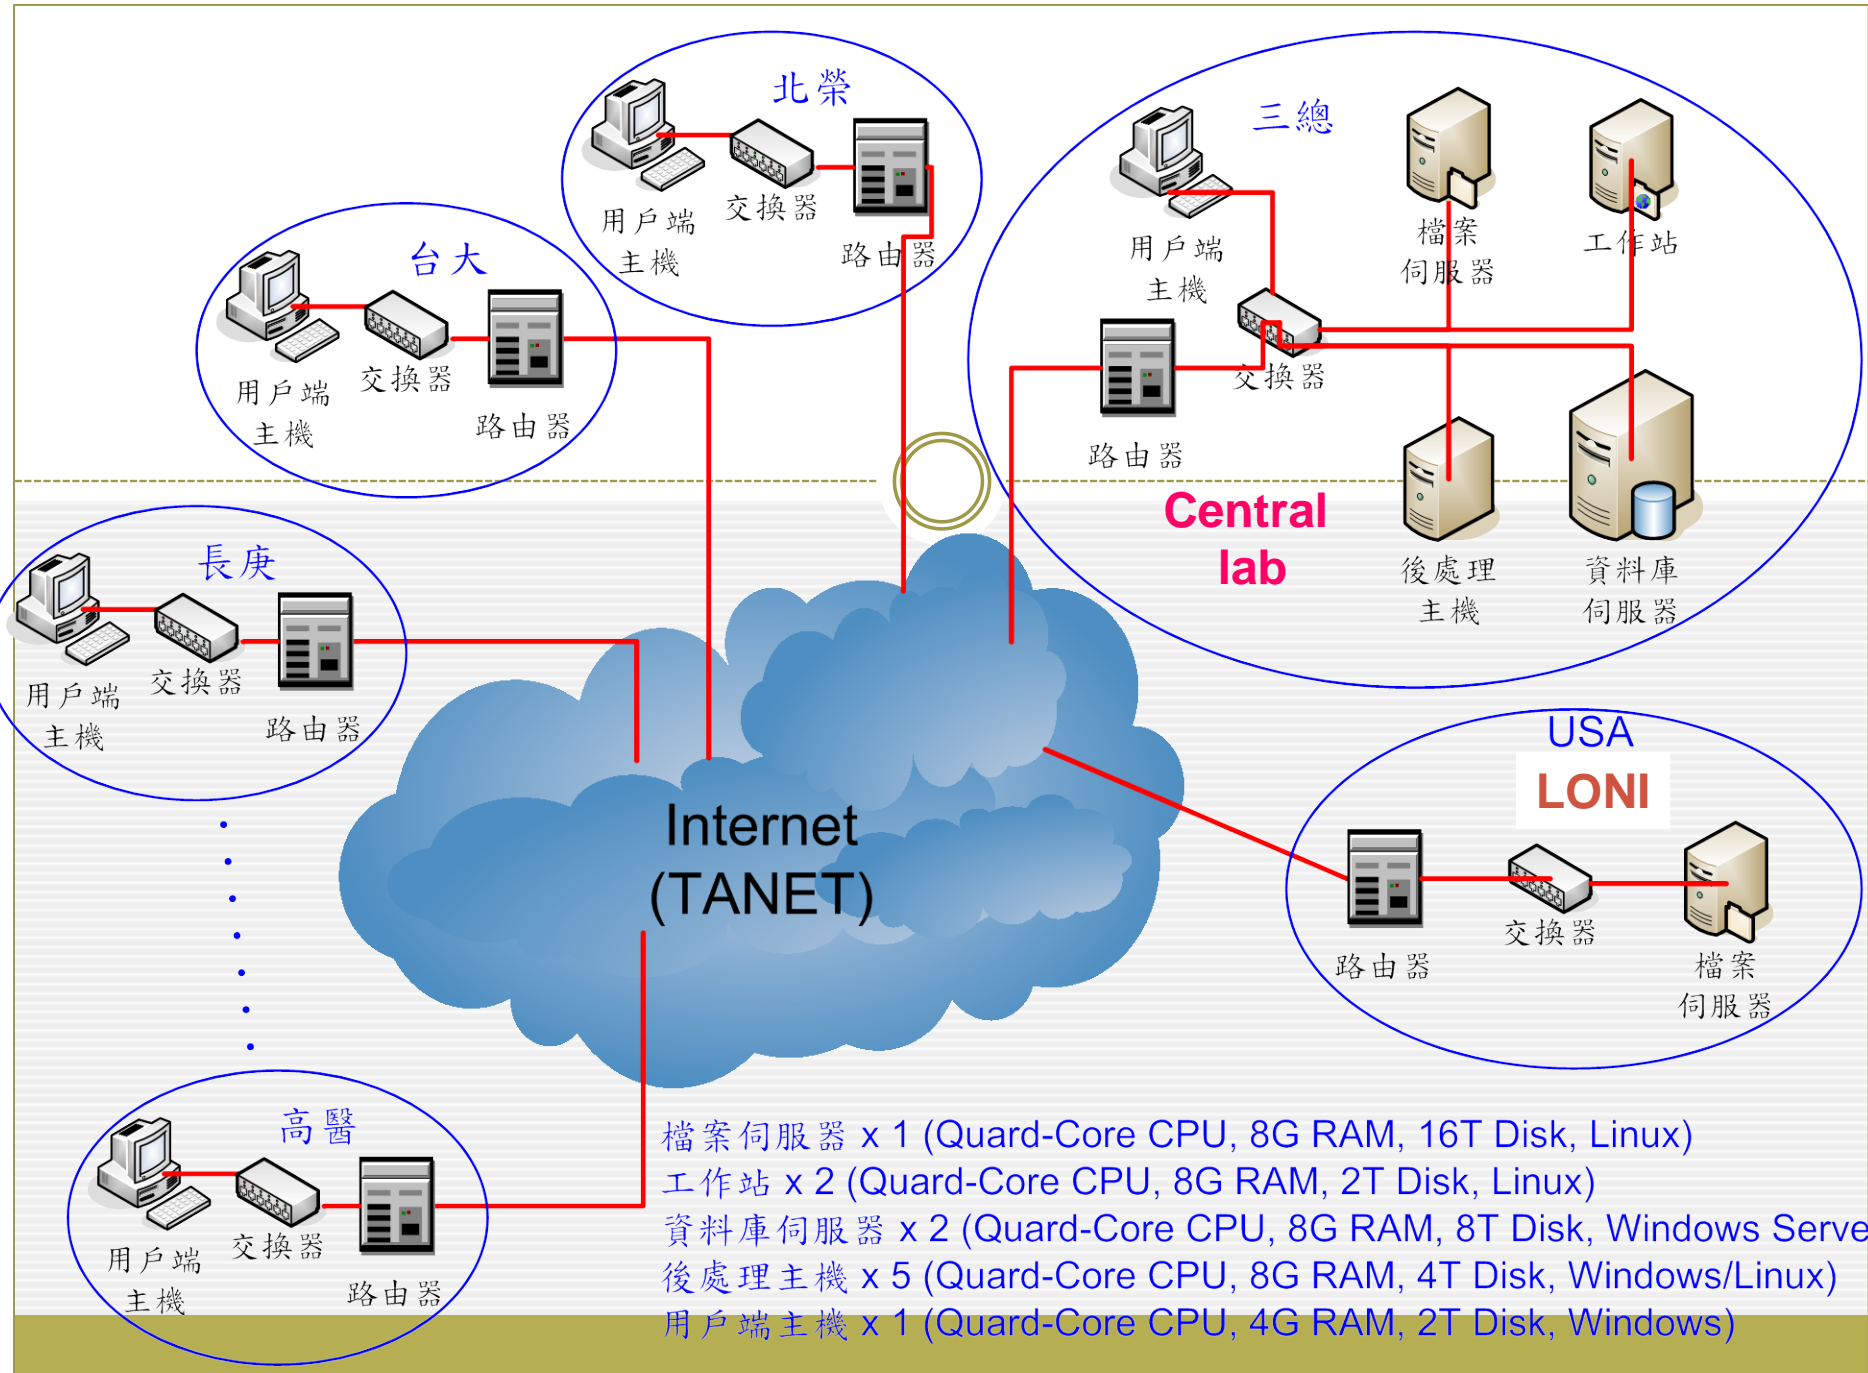 北榮
用戶端
主機
交換器
路由器
台大
用戶端
主機
交換器
路由器
長庚
用戶端
主機
交換器
路由器
高醫
用戶端
主機
交換器
路由器
三總
用戶端
主機
檔案
伺服器
工作站
交換器
路由器
Central
lab
後處理
主機
資料庫
伺服器
Internet
(TANET)
USA
LONI
路由器
交換器
檔案
伺服器
檔案伺服器 x 1 (Quard-Core CPU, 8G RAM, 16T Disk, Linux)
工作站 x 2 (Quard-Core CPU, 8G RAM, 2T Disk, Linux)
資料庫伺服器 x 2 (Quard-Core CPU, 8G RAM, 8T Disk, Windows Serve
後處理主機 x 5 (Quard-Core CPU, 8G RAM, 4T Disk, Windows/Linux)
用戶端主機 x 1 (Quard-Core CPU, 4G RAM, 2T Disk, Windows)